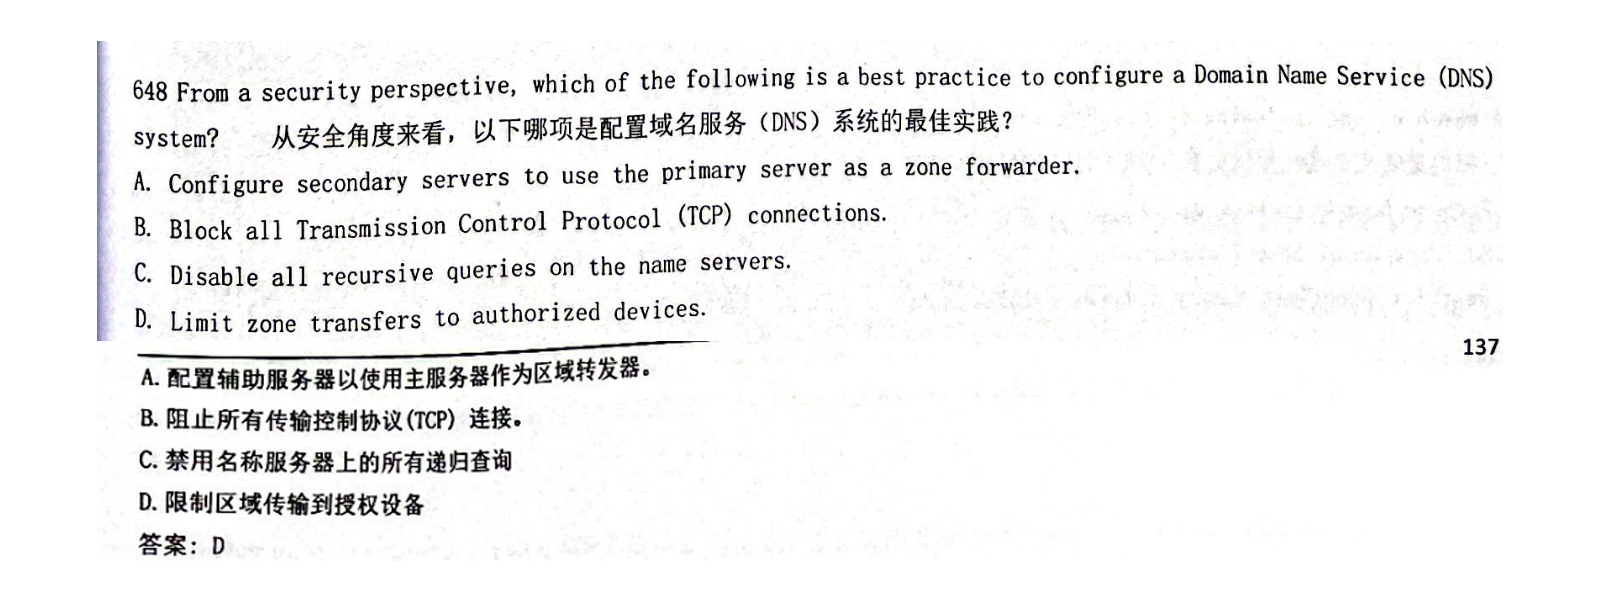 648 From a security perspective, which of the following is a best practice to configure a Domain Name Service (DNS)
system? 从安全角度来看，以下哪项是配置域名服务（DNS）系统的最佳实践？
A. Configure secondary servers to use the primary server as a zone forwarder.
B. Block all Transmission Control Protocol (TCP) connections.
C. Disable all recursive queries on the name servers.
D. Limit zone transfers to authorized devices.
137
A. 配置辅助服务器以使用主服务器作为区域转发器。
B. 阻止所有传输控制协议(TCP) 连接。
C. 禁用名称服务器上的所有递归查询
D. 限制区域传输到授权设备
答案： D